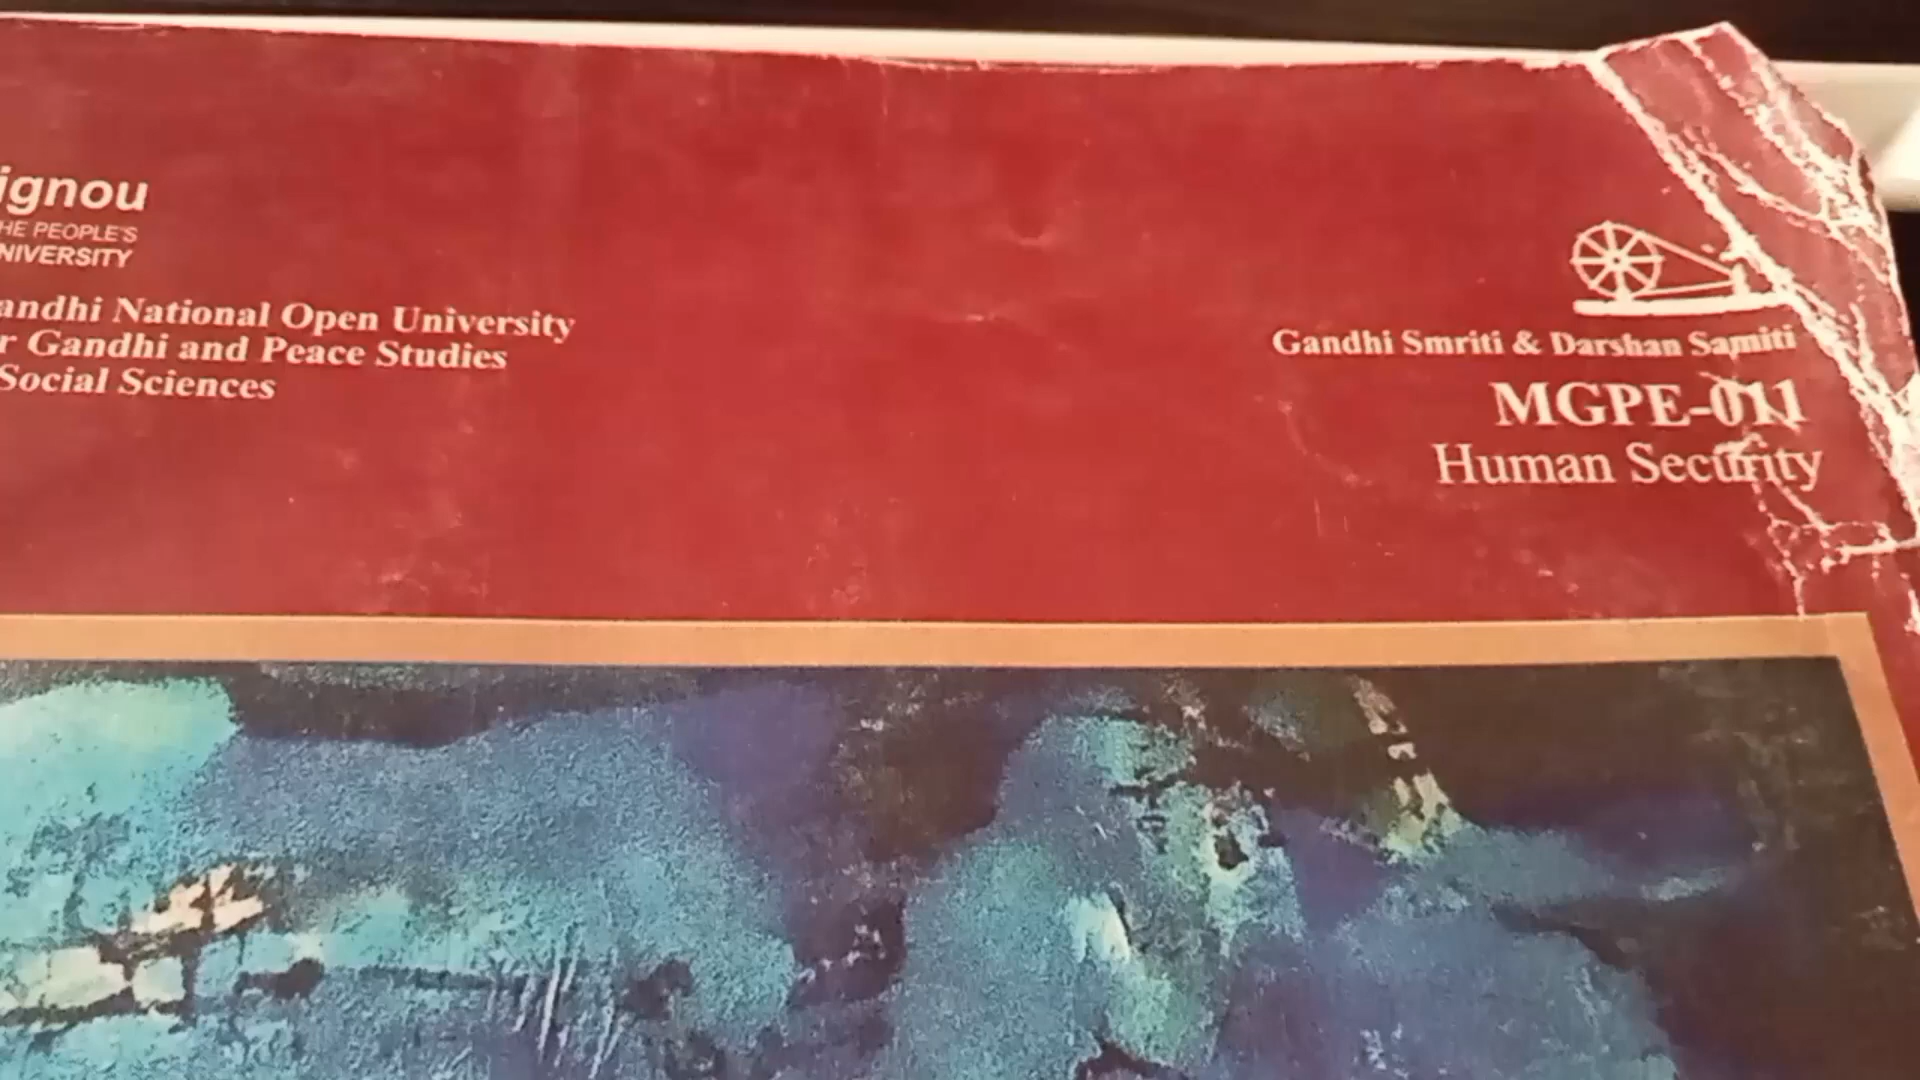 ignou
HE PEOPLE'S
NIVERSITY
andhi National Open University
r Gandhi and Peace Studies
Social Sciences
Gandhi Smriti & Darshan Samiti
MGPE-011
Human Security